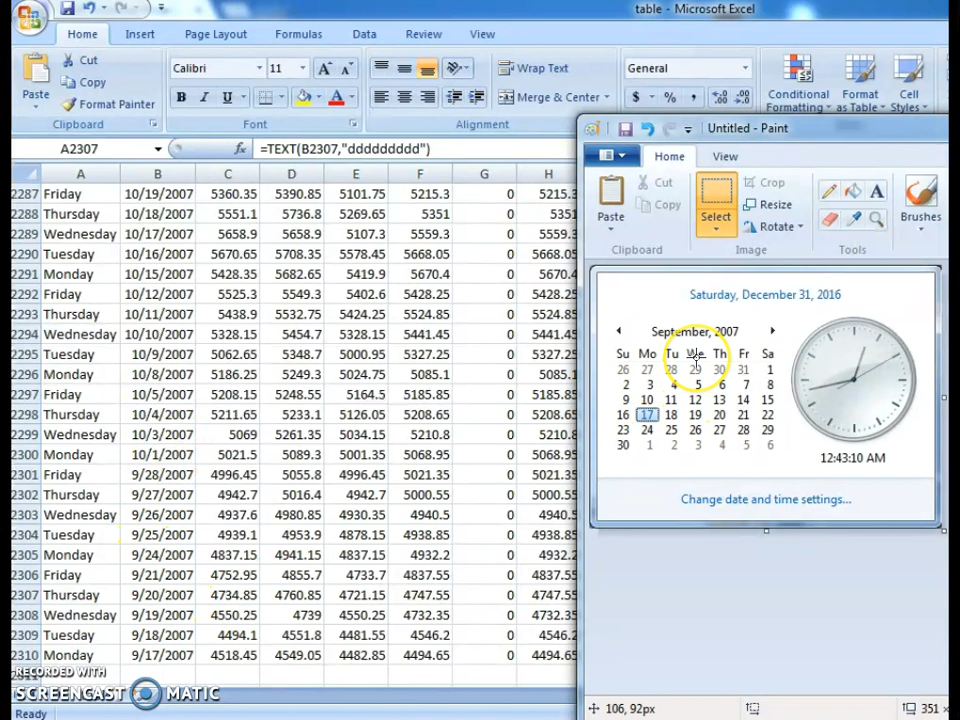 table - Microsoft Excel
Home Insert Page Layout Formulas Data Review View
Paste Cut Copy Format Painter
Calibri 11 A A
B I U A
Wrap Text
Merge & Center
General
$ % ,
Conditional Formatting Format as Table Cell Styles
Clipboard Font Alignment
A2307 fx =TEXT(B2307,"ddddddddd")
A B C D E F G H
2287 Friday 10/19/2007 5360.35 5390.85 5101.75 5215.3 0 5215.3
2288 Thursday 10/18/2007 5551.1 5736.8 5269.65 5351 0 5351
2289 Wednesday 10/17/2007 5658.9 5658.9 5107.3 5559.3 0 5559.3
2290 Tuesday 10/16/2007 5670.65 5708.35 5578.45 5668.05 0 5668.05
2291 Monday 10/15/2007 5428.35 5682.65 5419.9 5670.4 0 5670.4
2292 Friday 10/12/2007 5525.3 5549.3 5402.6 5428.25 0 5428.25
2293 Thursday 10/11/2007 5438.9 5532.75 5424.25 5524.85 0 5524.85
2294 Wednesday 10/10/2007 5328.15 5454.7 5328.15 5441.45 0 5441.45
2295 Tuesday 10/9/2007 5062.65 5348.7 5000.95 5327.25 0 5327.25
2296 Monday 10/8/2007 5186.25 5249.3 5024.75 5085.1 0 5085.1
2297 Friday 10/5/2007 5208.15 5248.55 5164.5 5185.85 0 5185.85
2298 Thursday 10/4/2007 5211.65 5233.1 5126.05 5208.65 0 5208.65
2299 Wednesday 10/3/2007 5069 5261.35 5034.15 5210.8 0 5210.8
2300 Monday 10/1/2007 5021.5 5089.3 5001.35 5068.95 0 5068.95
2301 Friday 9/28/2007 4996.45 5055.8 4996.45 5021.35 0 5021.35
2302 Thursday 9/27/2007 4942.7 5016.4 4942.7 5000.55 0 5000.55
2303 Wednesday 9/26/2007 4937.6 4980.85 4930.35 4940.5 0 4940.5
2304 Tuesday 9/25/2007 4939.1 4953.9 4878.15 4938.85 0 4938.85
2305 Monday 9/24/2007 4837.15 4941.15 4837.15 4932.2 0 4932.2
2306 Friday 9/21/2007 4752.95 4855.7 4733.7 4837.55 0 4837.55
2307 Thursday 9/20/2007 4734.85 4760.85 4721.15 4747.55 0 4747.55
2308 Wednesday 9/19/2007 4550.25 4739 4550.25 4732.35 0 4732.35
2309 Tuesday 9/18/2007 4494.1 4551.8 4481.55 4546.2 0 4546.2
2310 Monday 9/17/2007 4518.45 4549.05 4482.85 4494.65 0 4494.65
RECORDED WITH
SCREENCAST MATIC
Ready
Untitled - Paint
Home View
Paste Cut Copy
Select Crop Resize Rotate
A
Brushes
Clipboard Image Tools
Saturday, December 31, 2016
September, 2007
Su Mo Tu We Th Fr Sa
26 27 28 29 30 31 1
2 3 4 5 6 7 8
9 10 11 12 13 14 15
16 17 18 19 20 21 22
23 24 25 26 27 28 29
30 1 2 3 4 5 6
12:43:10 AM
Change date and time settings...
106, 92px
351 ×